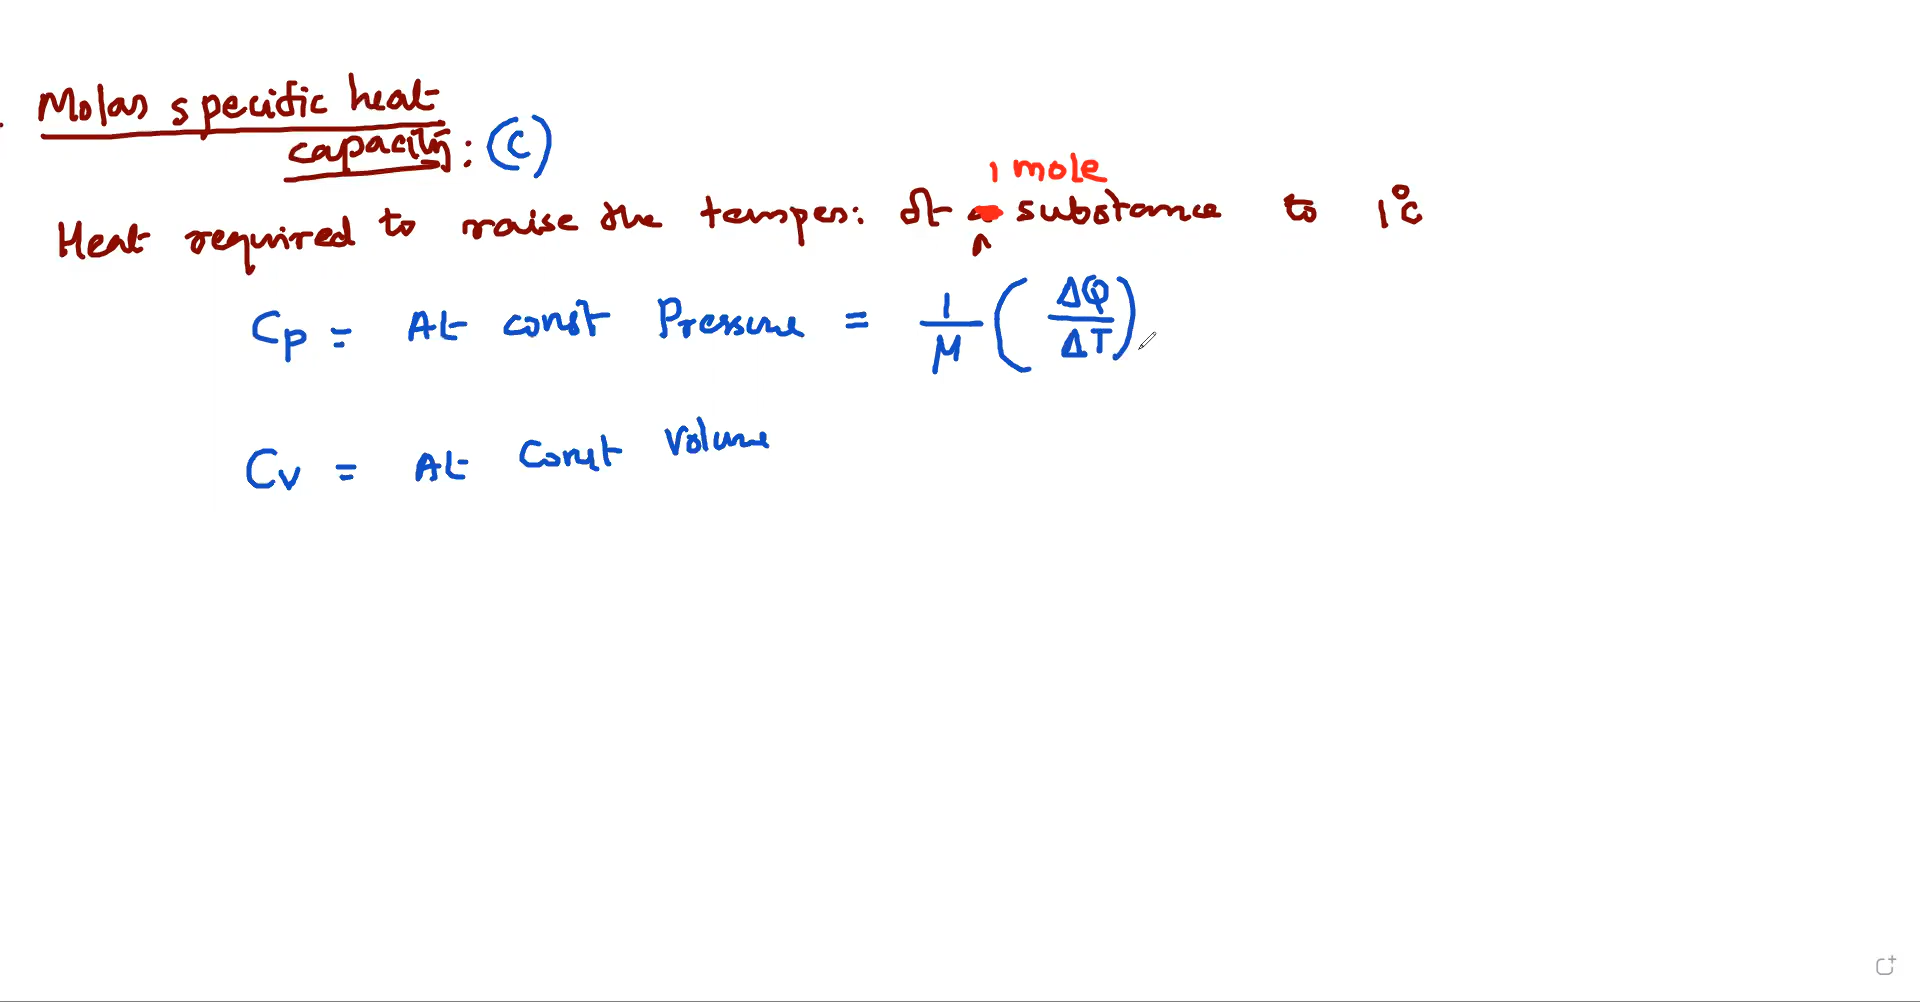 Molar specific heat
capacity : (C)
1 mole
Heat required to raise the temper: of ^ substance to 1°C
Cp = At const Pressure = 1/μ ( ΔQ/ΔT )
Cv = At Const Volume